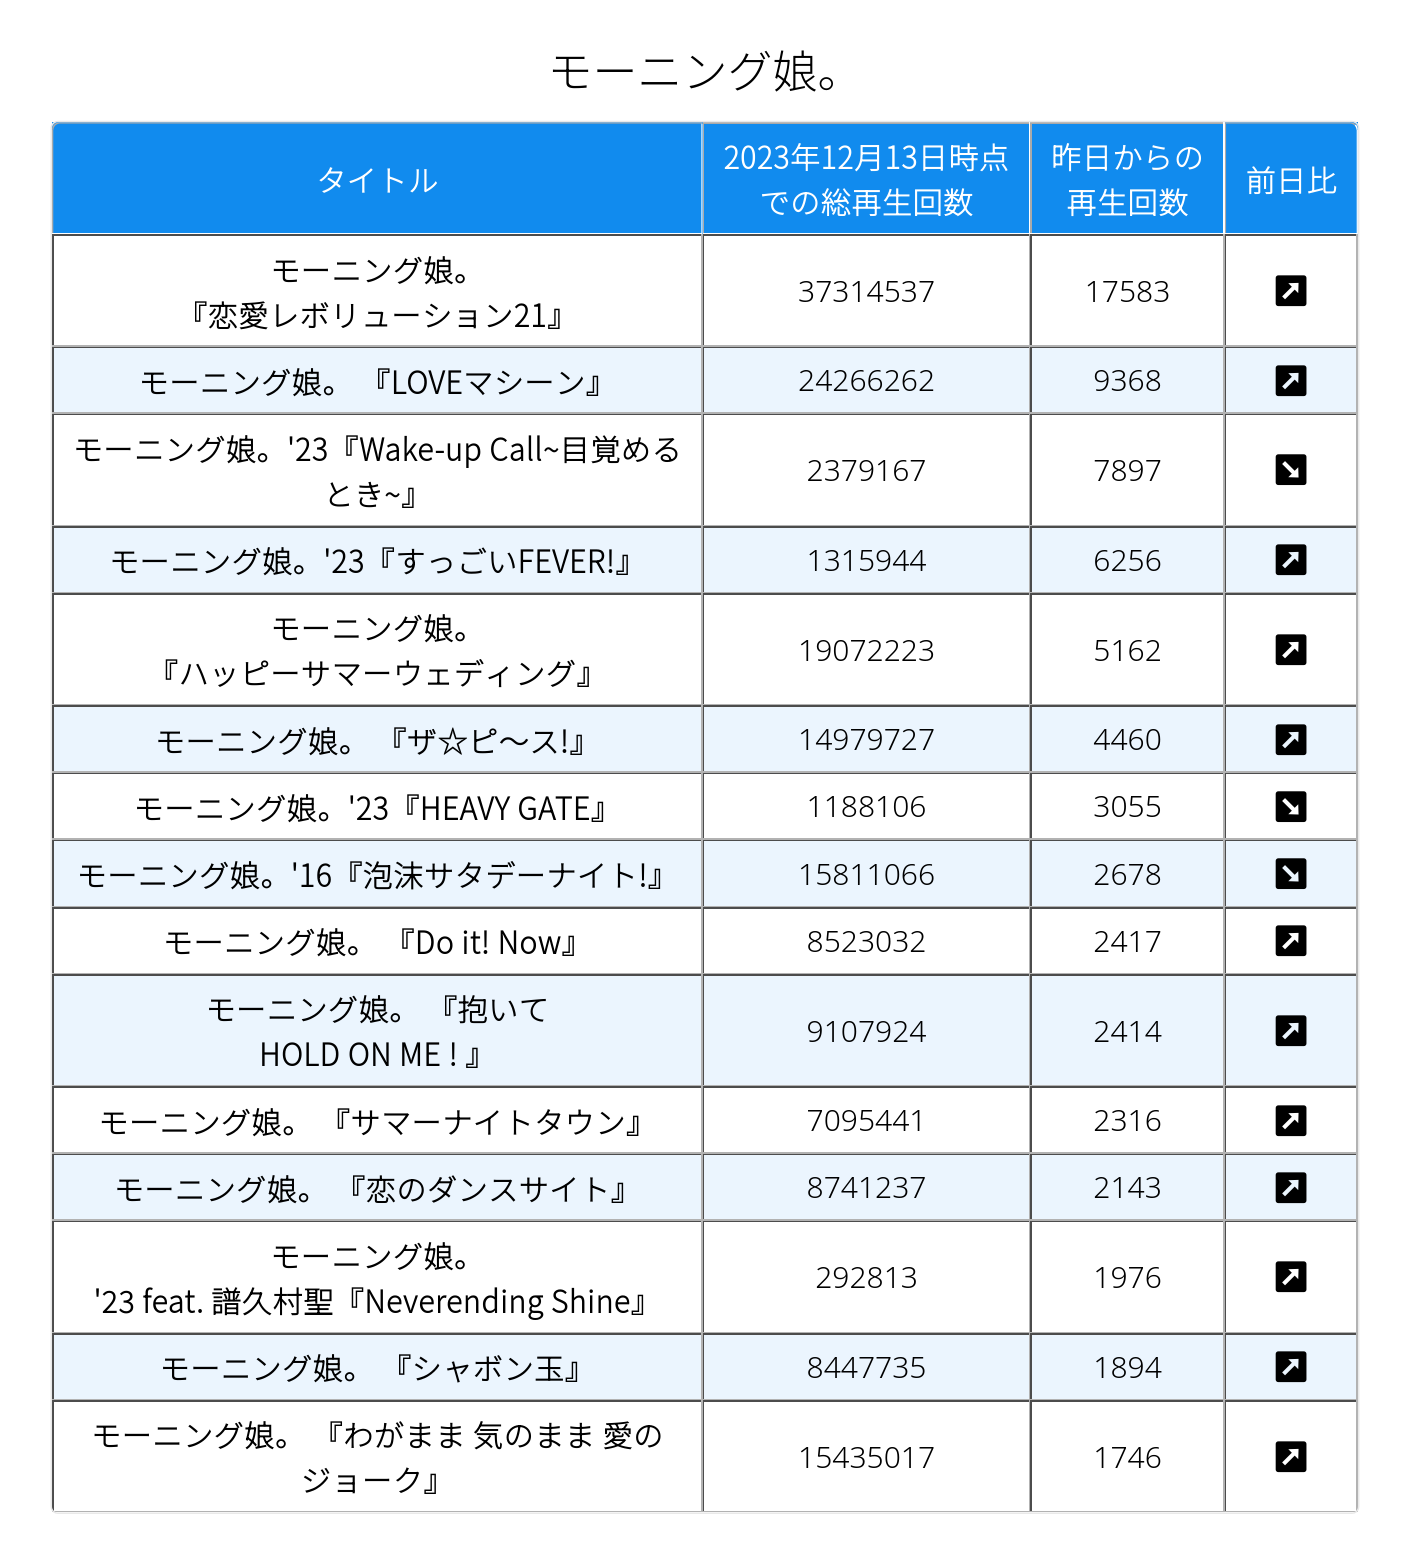 モーニング娘。
タイトル
2023年12月13日時点
での総再生回数
昨日からの
再生回数
前日比
モーニング娘。
『恋愛レボリューション21』
37314537
17583
モーニング娘。 『LOVEマシーン』
24266262
9368
モーニング娘。'23『Wake-up Call~目覚める
とき~』
2379167
7897
モーニング娘。'23『すっごいFEVER!』
1315944
6256
モーニング娘。
『ハッピーサマーウェディング』
19072223
5162
モーニング娘。 『ザ☆ピ〜ス!』
14979727
4460
モーニング娘。'23『HEAVY GATE』
1188106
3055
モーニング娘。'16『泡沫サタデーナイト!』
15811066
2678
モーニング娘。 『Do it! Now』
8523032
2417
モーニング娘。 『抱いて
HOLD ON ME ! 』
9107924
2414
モーニング娘。 『サマーナイトタウン』
7095441
2316
モーニング娘。 『恋のダンスサイト』
8741237
2143
モーニング娘。
'23 feat. 譜久村聖『Neverending Shine』
292813
1976
モーニング娘。 『シャボン玉』
8447735
1894
モーニング娘。 『わがまま 気のまま 愛の
ジョーク』
15435017
1746